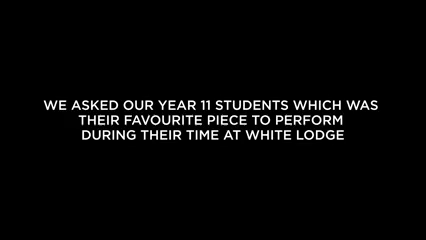 WE ASKED OUR YEAR 11 STUDENTS WHICH WAS
THEIR FAVOURITE PIECE TO PERFORM
DURING THEIR TIME AT WHITE LODGE